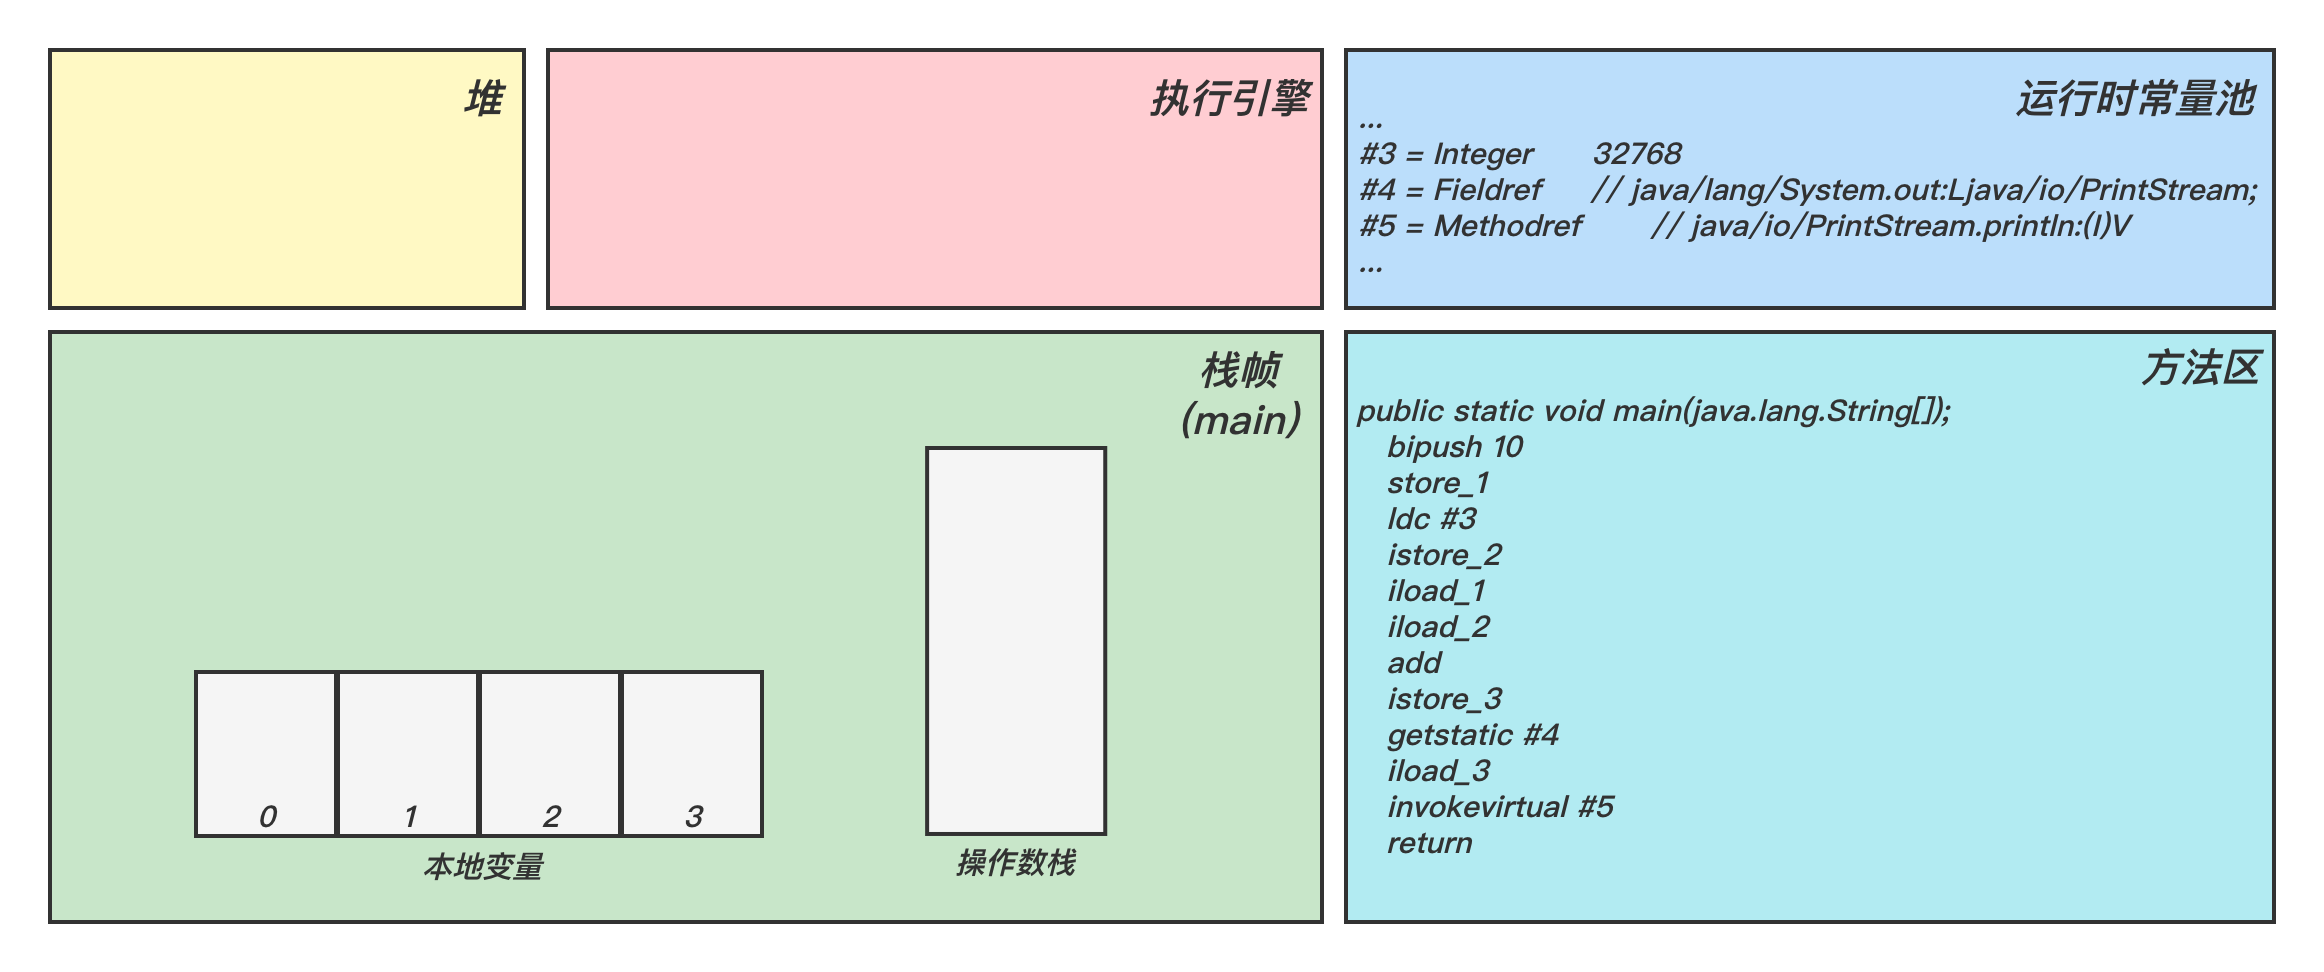 堆
执行引擎
运行时常量池
...
#3 = Integer 32768
#4 = Fieldref // java/lang/System.out:Ljava/io/PrintStream;
#5 = Methodref // java/io/PrintStream.println:(I)V
...
栈帧
(main)
0 1 2 3
本地变量
操作数栈
方法区
public static void main(java.lang.String[]);
bipush 10
store_1
ldc #3
istore_2
iload_1
iload_2
add
istore_3
getstatic #4
iload_3
invokevirtual #5
return